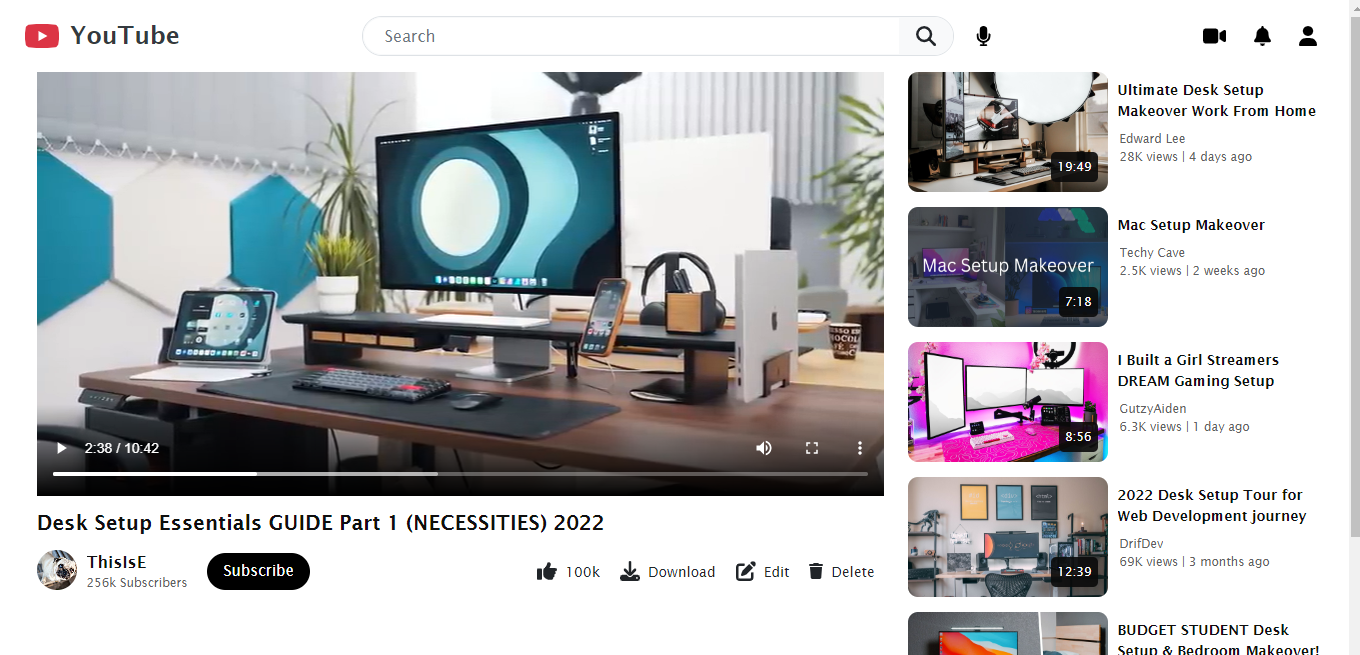 YouTube
Search
2:38 / 10:42
Desk Setup Essentials GUIDE Part 1 (NECESSITIES) 2022
ThisIsE
256k Subscribers
Subscribe
100k
Download
Edit
Delete
19:49
Ultimate Desk Setup
Makeover Work From Home
Edward Lee
28K views | 4 days ago
Mac Setup Makeover
7:18
Mac Setup Makeover
Techy Cave
2.5K views | 2 weeks ago
8:56
I Built a Girl Streamers
DREAM Gaming Setup
GutzyAiden
6.3K views | 1 day ago
12:39
2022 Desk Setup Tour for
Web Development journey
DrifDev
69K views | 3 months ago
BUDGET STUDENT Desk
Setup & Bedroom Makeover!